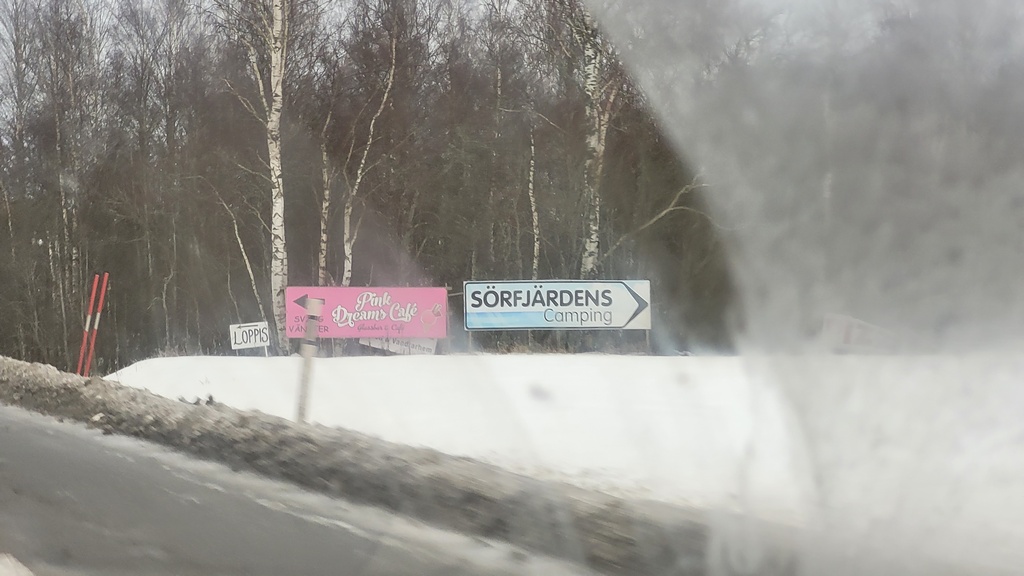 LOPPIS
Pink
Dreams Café
SÖRFJÄRDENS
Camping